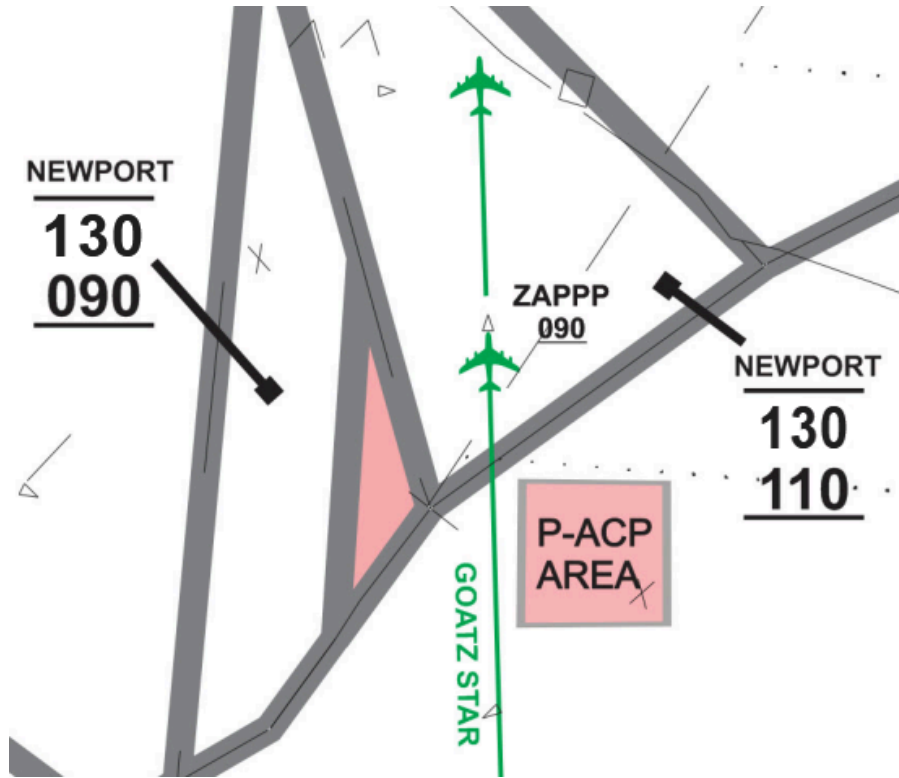 NEWPORT
130
090
ZAPPP
090
NEWPORT
130
110
P-ACP
AREA
GOATZ STAR